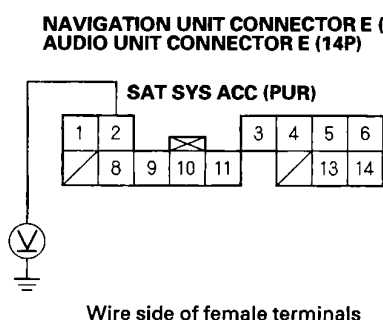 NAVIGATION UNIT CONNECTOR E (
AUDIO UNIT CONNECTOR E (14P)
SAT SYS ACC (PUR)
1 2 3 4 5 6
8 9 10 11 13 14
V
Wire side of female terminals